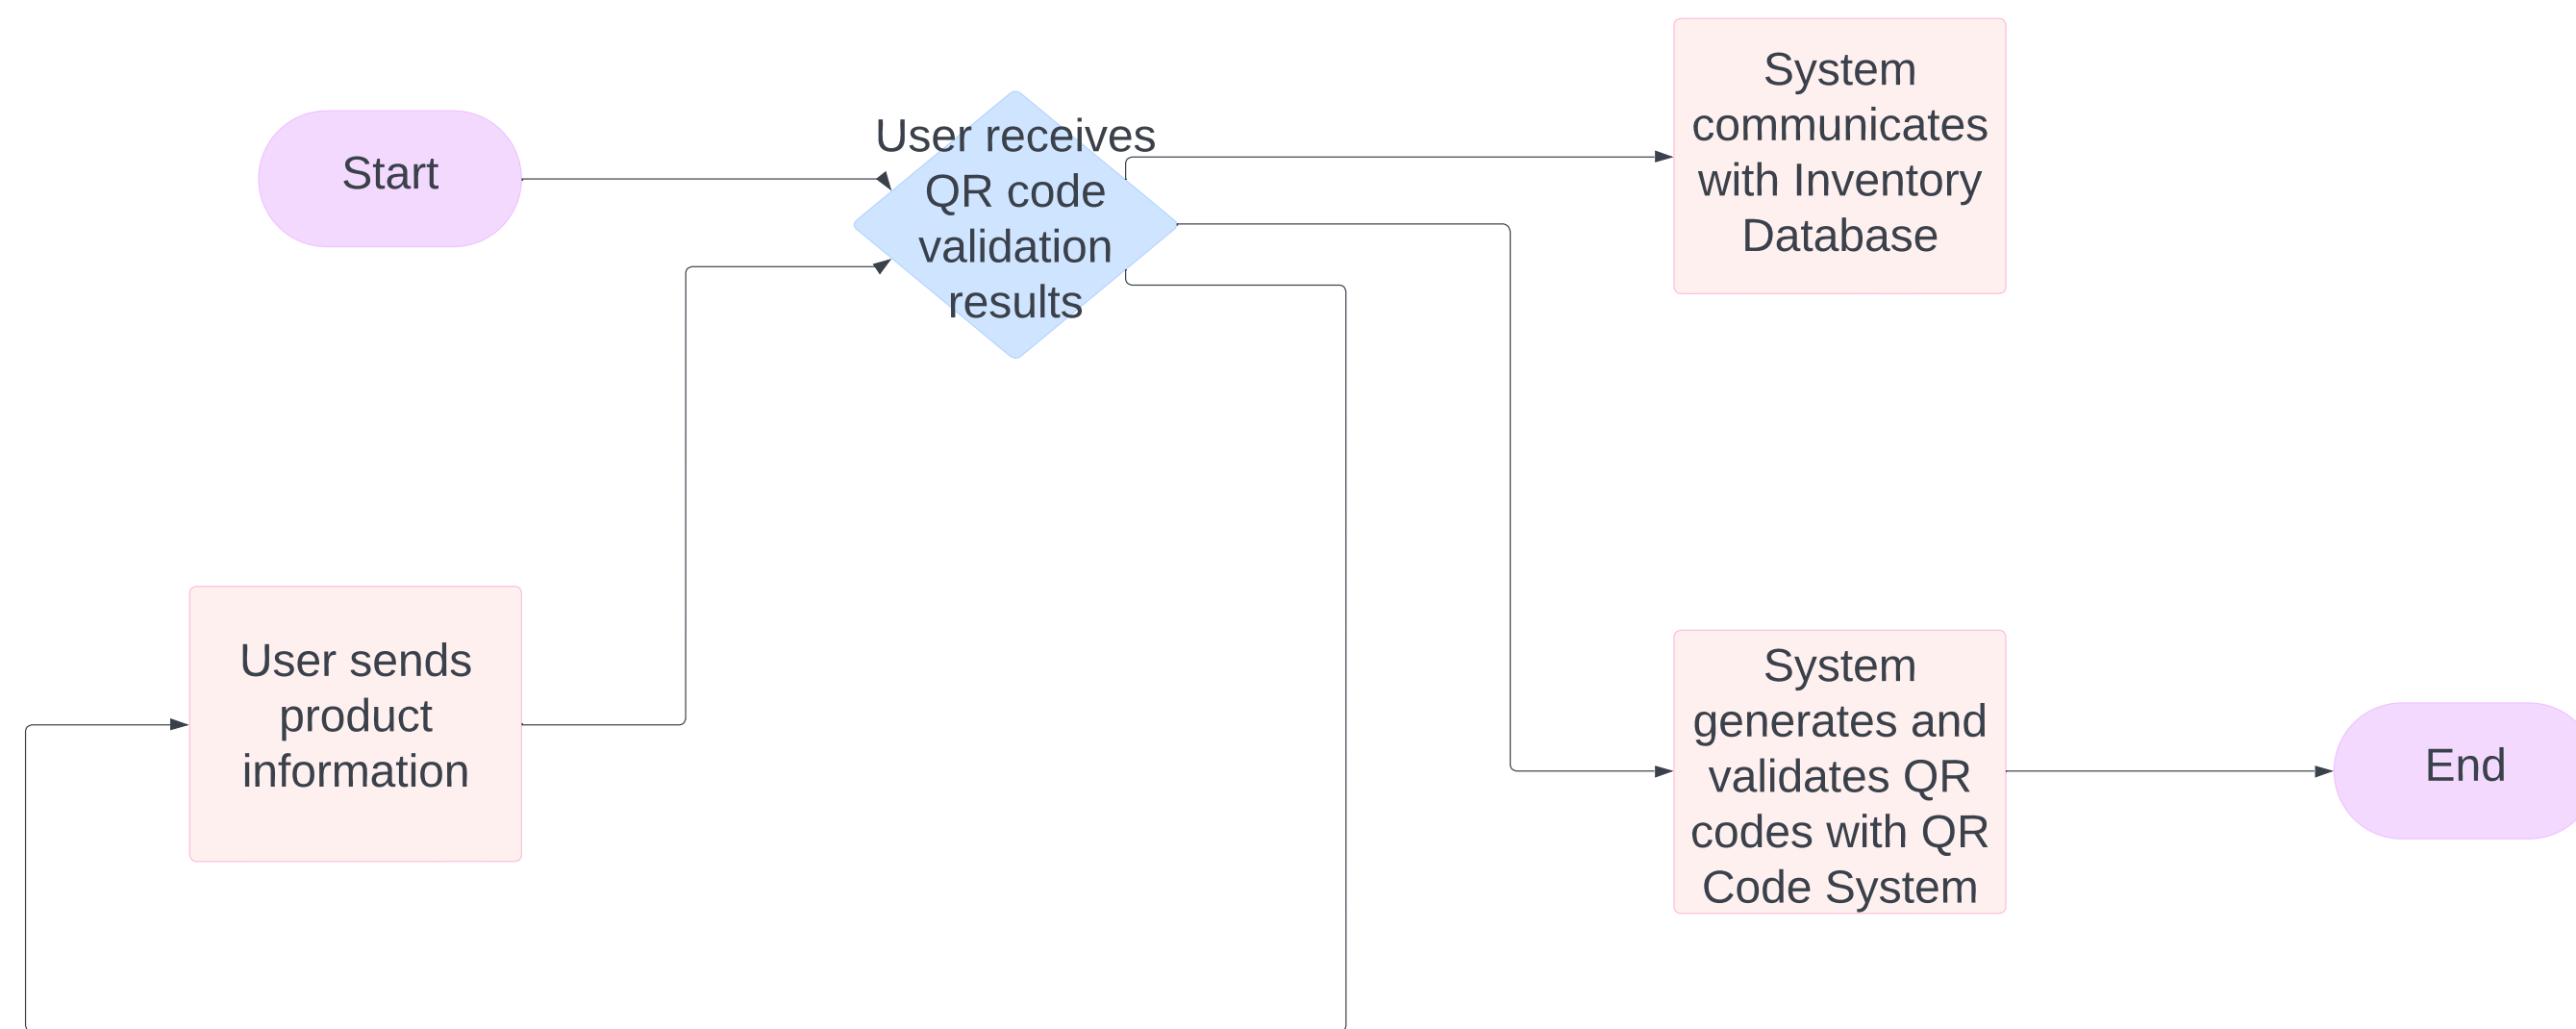 Start
User receives
QR code
validation
results
System
communicates
with Inventory
Database
User sends
product
information
System
generates and
validates QR
codes with QR
Code System
End